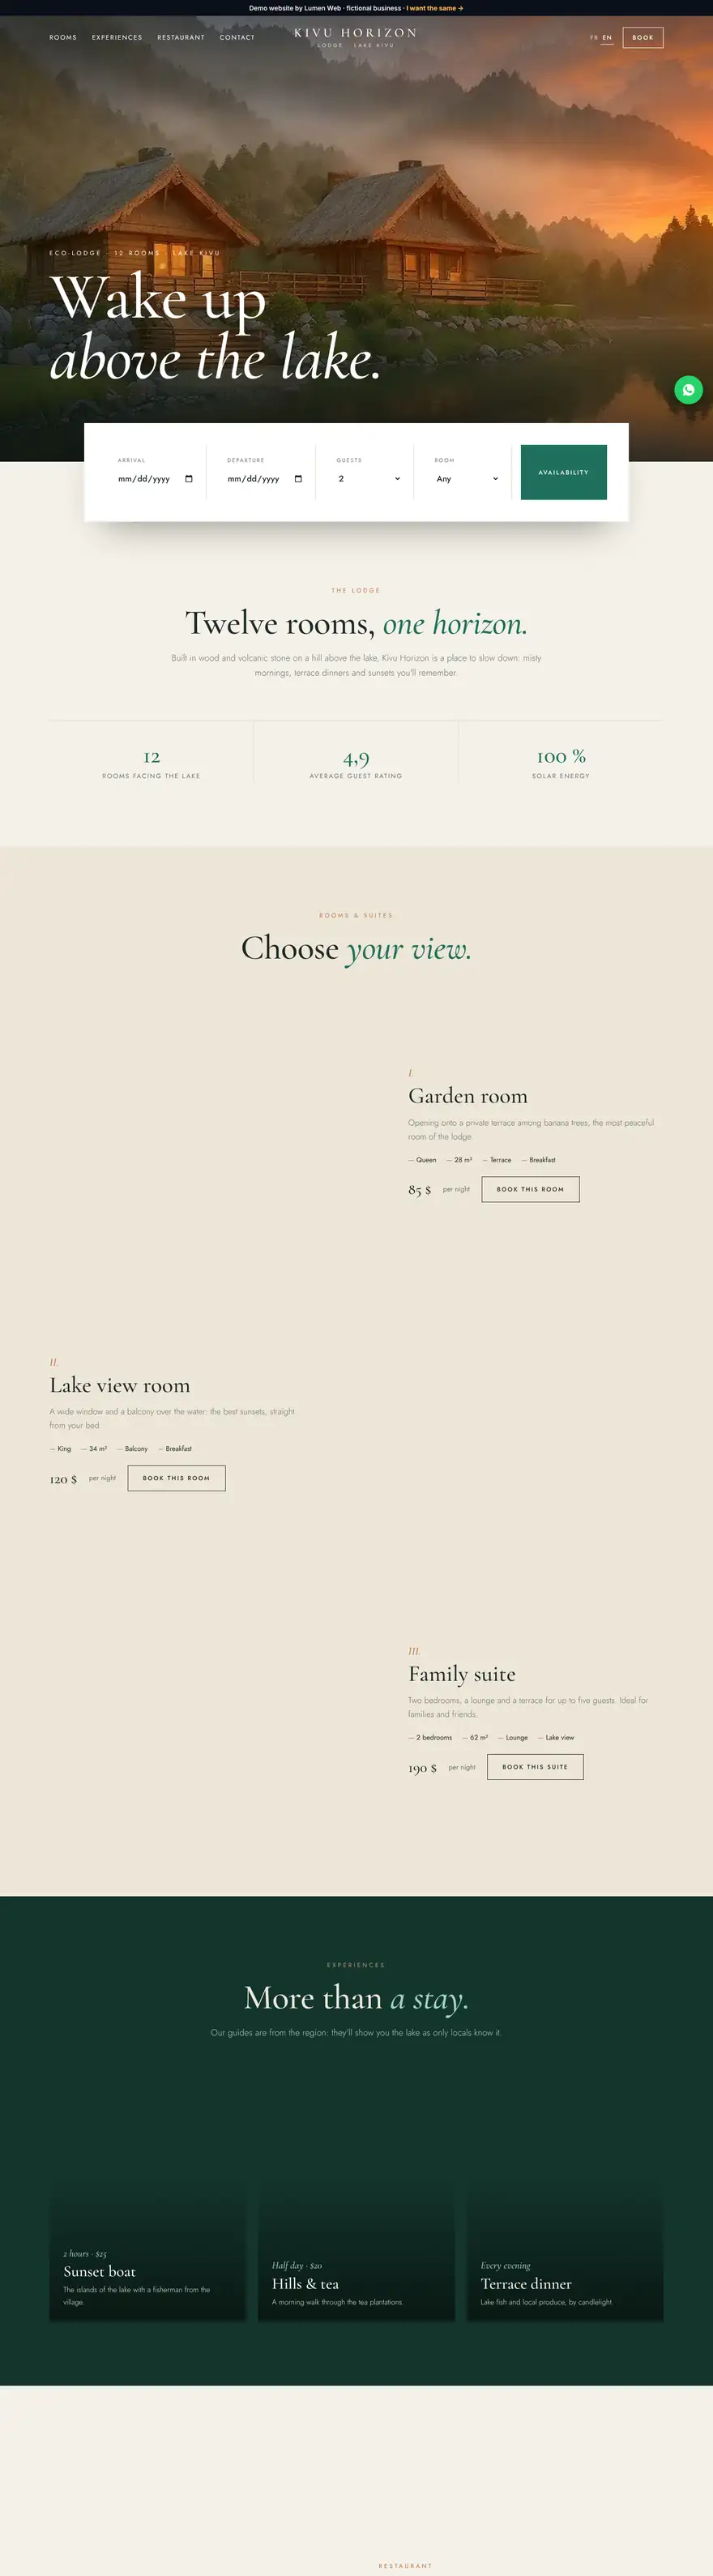 Demo website by Lumen Web · fictional business · I want the same →
ROOMS EXPERIENCES RESTAURANT CONTACT
KIVU HORIZON
LODGE · LAKE KIVU
FR EN
BOOK
ECO-LODGE · 12 ROOMS · LAKE KIVU
Wake up
above the lake.
ARRIVAL DEPARTURE GUESTS ROOM
mm/dd/yyyy mm/dd/yyyy 2 Any
AVAILABILITY
THE LODGE
Twelve rooms, one horizon.
Built in wood and volcanic stone on a hill above the lake, Kivu Horizon is a place to slow down: misty
mornings, terrace dinners and sunsets you'll remember.
12 4,9 100 %
ROOMS FACING THE LAKE AVERAGE GUEST RATING SOLAR ENERGY
ROOMS & SUITES
Choose your view.
I.
Garden room
Opening onto a private terrace among banana trees, the most peaceful
room of the lodge.
— Queen — 28 m² — Terrace — Breakfast
85 $ per night BOOK THIS ROOM
II.
Lake view room
A wide window and a balcony over the water: the best sunsets, straight
from your bed.
— King — 34 m² — Balcony — Breakfast
120 $ per night BOOK THIS ROOM
III.
Family suite
Two bedrooms, a lounge and a terrace for up to five guests. Ideal for
families and friends.
— 2 bedrooms — 62 m² — Lounge — Lake view
190 $ per night BOOK THIS SUITE
EXPERIENCES
More than a stay.
Our guides are from the region: they'll show you the lake as only locals know it.
2 hours · $25
Sunset boat
The islands of the lake with a fisherman from the
village.
Half day · $20
Hills & tea
A morning walk through the tea plantations.
Every evening
Terrace dinner
Lake fish and local produce, by candlelight.
RESTAURANT